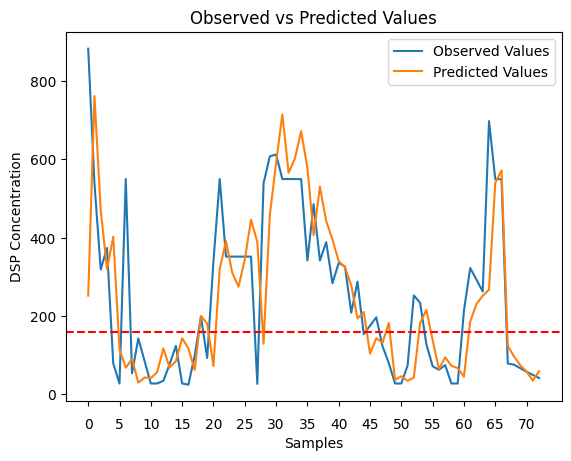 Observed vs Predicted Values
Observed Values
Predicted Values
DSP Concentration
800
600
400
200
0
0 5 10 15 20 25 30 35 40 45 50 55 60 65 70
Samples